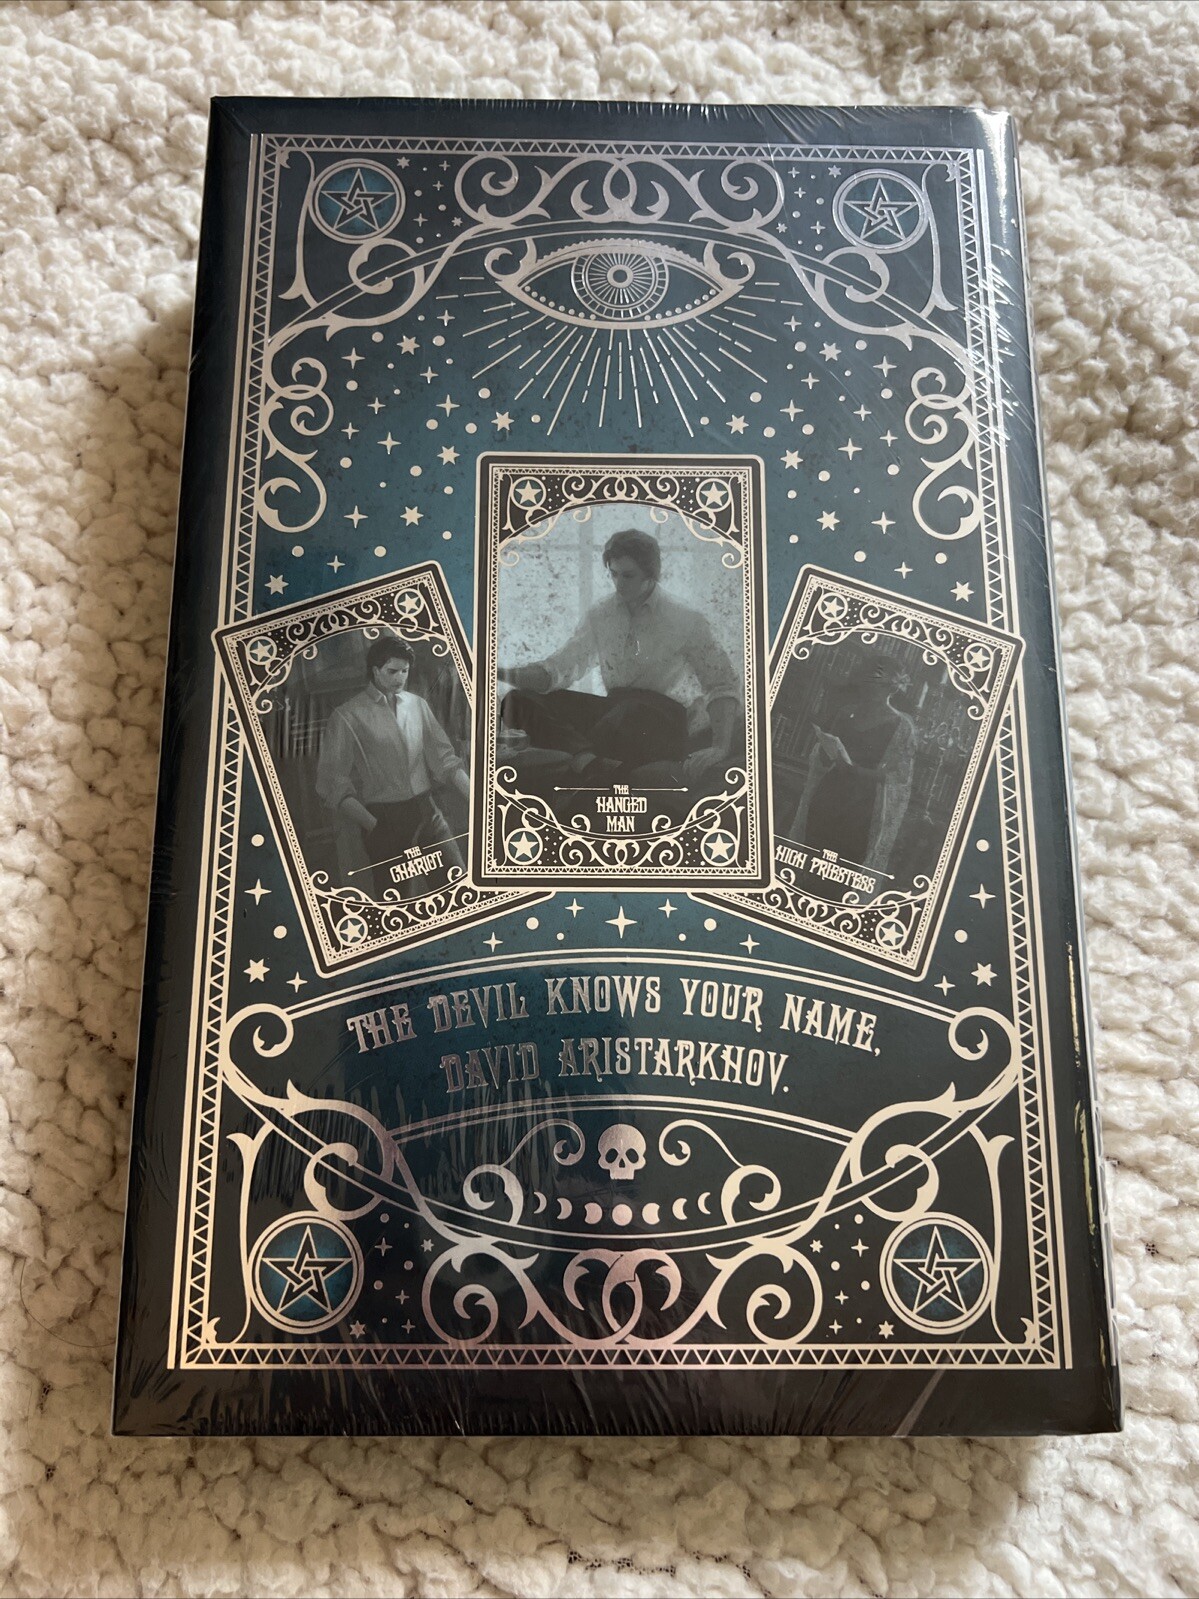 THE
HANGED
MAN
THE
CHARIOT
THE
HIGH PRIESTESS
THE DEVIL KNOWS YOUR NAME,
DAVID ARISTARKHOV.